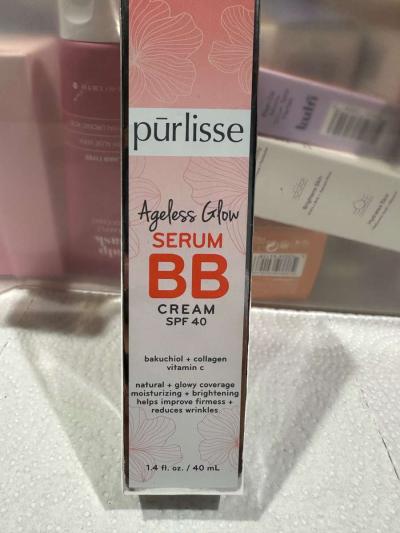 pūrlisse
Ageless Glow
SERUM
BB
CREAM
SPF 40
bakuchiol + collagen
vitamin c
natural + glowy coverage
moisturizing + brightening
helps improve firmess +
reduces wrinkles
1.4 fl. oz. / 40 mL